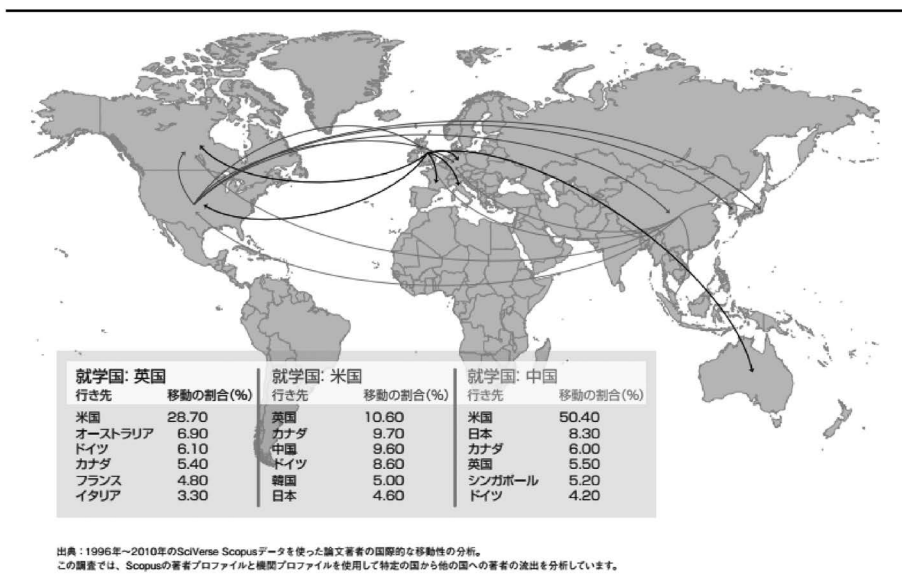 就学国: 英国
行き先 移動の割合(%)
米国 28.70
オーストラリア 6.90
ドイツ 6.10
カナダ 5.40
フランス 4.80
イタリア 3.30
就学国: 米国
行き先 移動の割合(%)
英国 10.60
カナダ 9.70
中国 9.60
ドイツ 8.60
韓国 5.00
日本 4.60
就学国: 中国
行き先 移動の割合(%)
米国 50.40
日本 8.30
カナダ 6.00
英国 5.50
シンガポール 5.20
ドイツ 4.20
出典：1996年～2010年のSciVerse Scopusデータを使った論文著者の国際的な移動性の分析。
この調査では、Scopusの著者プロファイルと機関プロファイルを使用して特定の国から他の国への著者の流出を分析しています。